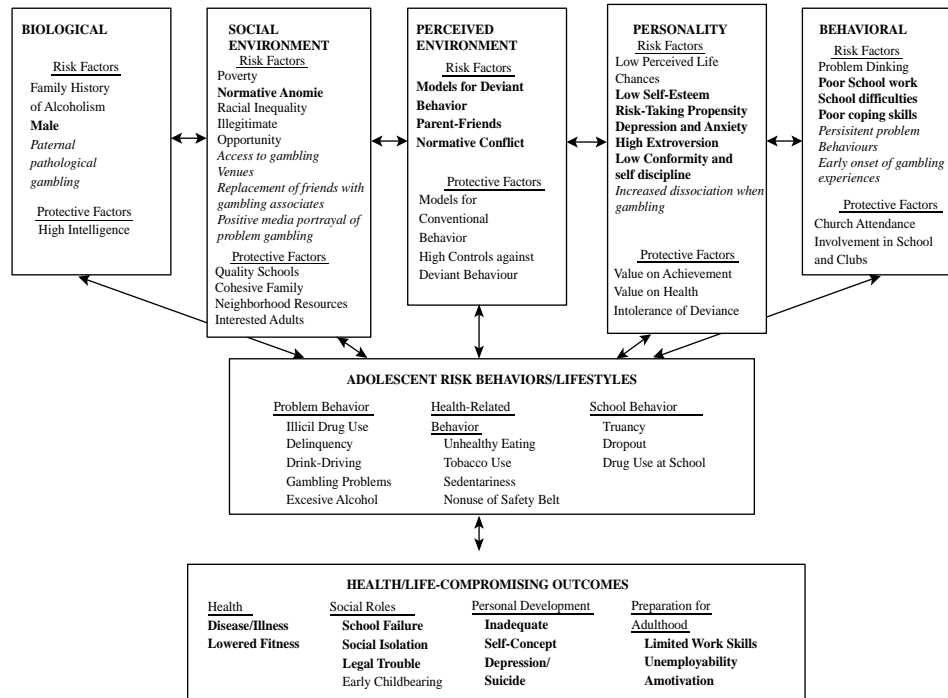 BIOLOGICAL
Risk Factors
Family History
of Alcoholism
Male
Paternal
pathological
gambling
Protective Factors
High Intelligence
SOCIAL
ENVIRONMENT
Risk Factors
Poverty
Normative Anomie
Racial Inequality
Illegitimate
Opportunity
Access to gambling
Venues
Replacement of friends with
gambling associates
Positive media portrayal of
problem gambling
Protective Factors
Quality Schools
Cohesive Family
Neighborhood Resources
Interested Adults
PERCEIVED
ENVIRONMENT
Risk Factors
Models for Deviant
Behavior
Parent-Friends
Normative Conflict
Protective Factors
Models for
Conventional
Behavior
High Controls against
Deviant Behaviour
PERSONALITY
Risk Factors
Low Perceived Life
Chances
Low Self-Esteem
Risk-Taking Propensity
Depression and Anxiety
High Extroversion
Low Conformity and
self discipline
Increased dissociation when
gambling
Protective Factors
Value on Achievement
Value on Health
Intolerance of Deviance
BEHAVIORAL
Risk Factors
Problem Dinking
Poor School work
School difficulties
Poor coping skills
Persisitent problem
Behaviours
Early onset of gambling
experiences
Protective Factors
Church Attendance
Involvement in School
and Clubs
ADOLESCENT RISK BEHAVIORS/LIFESTYLES
Problem Behavior
Illicil Drug Use
Delinquency
Drink-Driving
Gambling Problems
Excesive Alcohol
Health-Related
Behavior
Unhealthy Eating
Tobacco Use
Sedentariness
Nonuse of Safety Belt
School Behavior
Truancy
Dropout
Drug Use at School
HEALTH/LIFE-COMPROMISING OUTCOMES
Health
Disease/Illness
Lowered Fitness
Social Roles
School Failure
Social Isolation
Legal Trouble
Early Childbearing
Personal Development
Inadequate
Self-Concept
Depression/
Suicide
Preparation for
Adulthood
Limited Work Skills
Unemployability
Amotivation